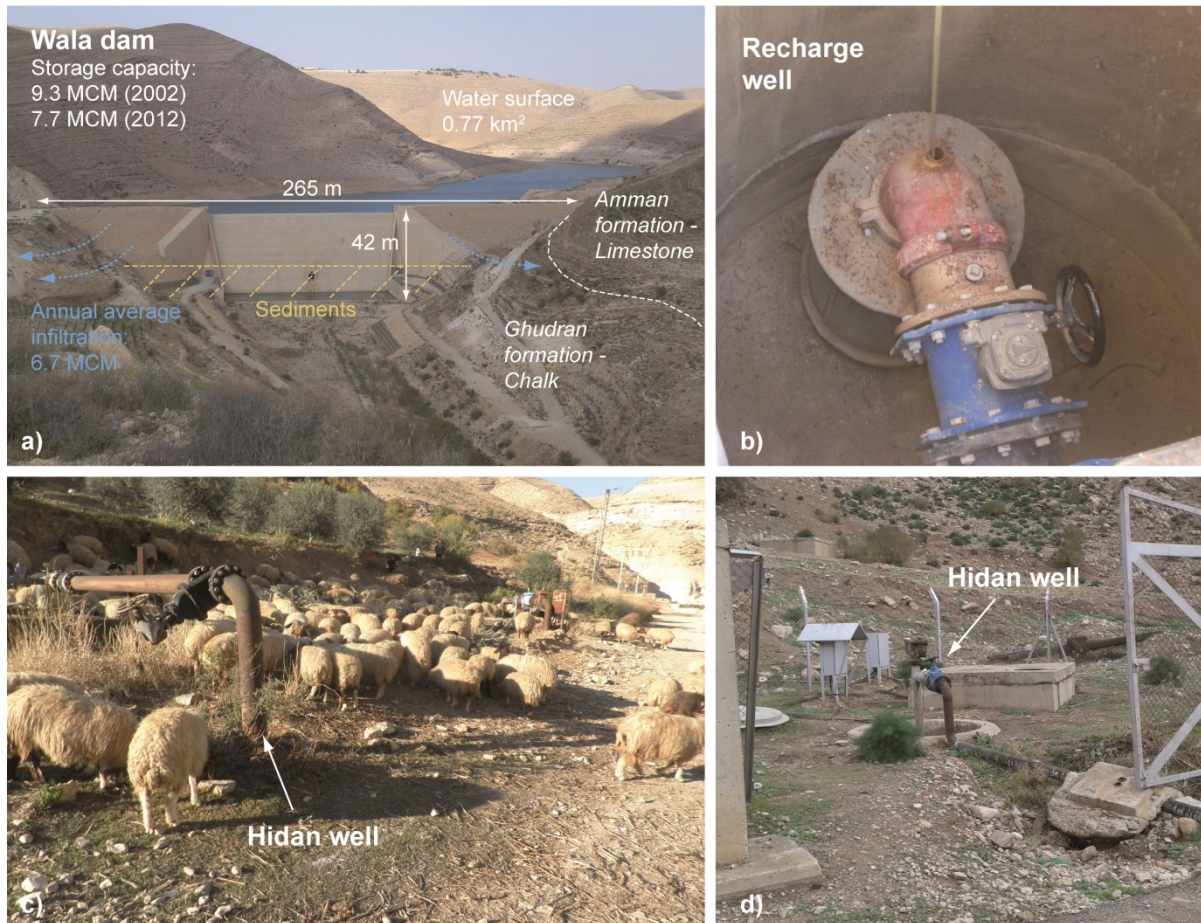 Wala dam
Storage capacity:
9.3 MCM (2002)
7.7 MCM (2012)
Water surface
0.77 km²
265 m
42 m
Amman
formation -
Limestone
Annual average
infiltration:
6.7 MCM
Sediments
Ghudran
formation -
Chalk
a)
Recharge
well
b)
Hidan well
c)
Hidan well
d)